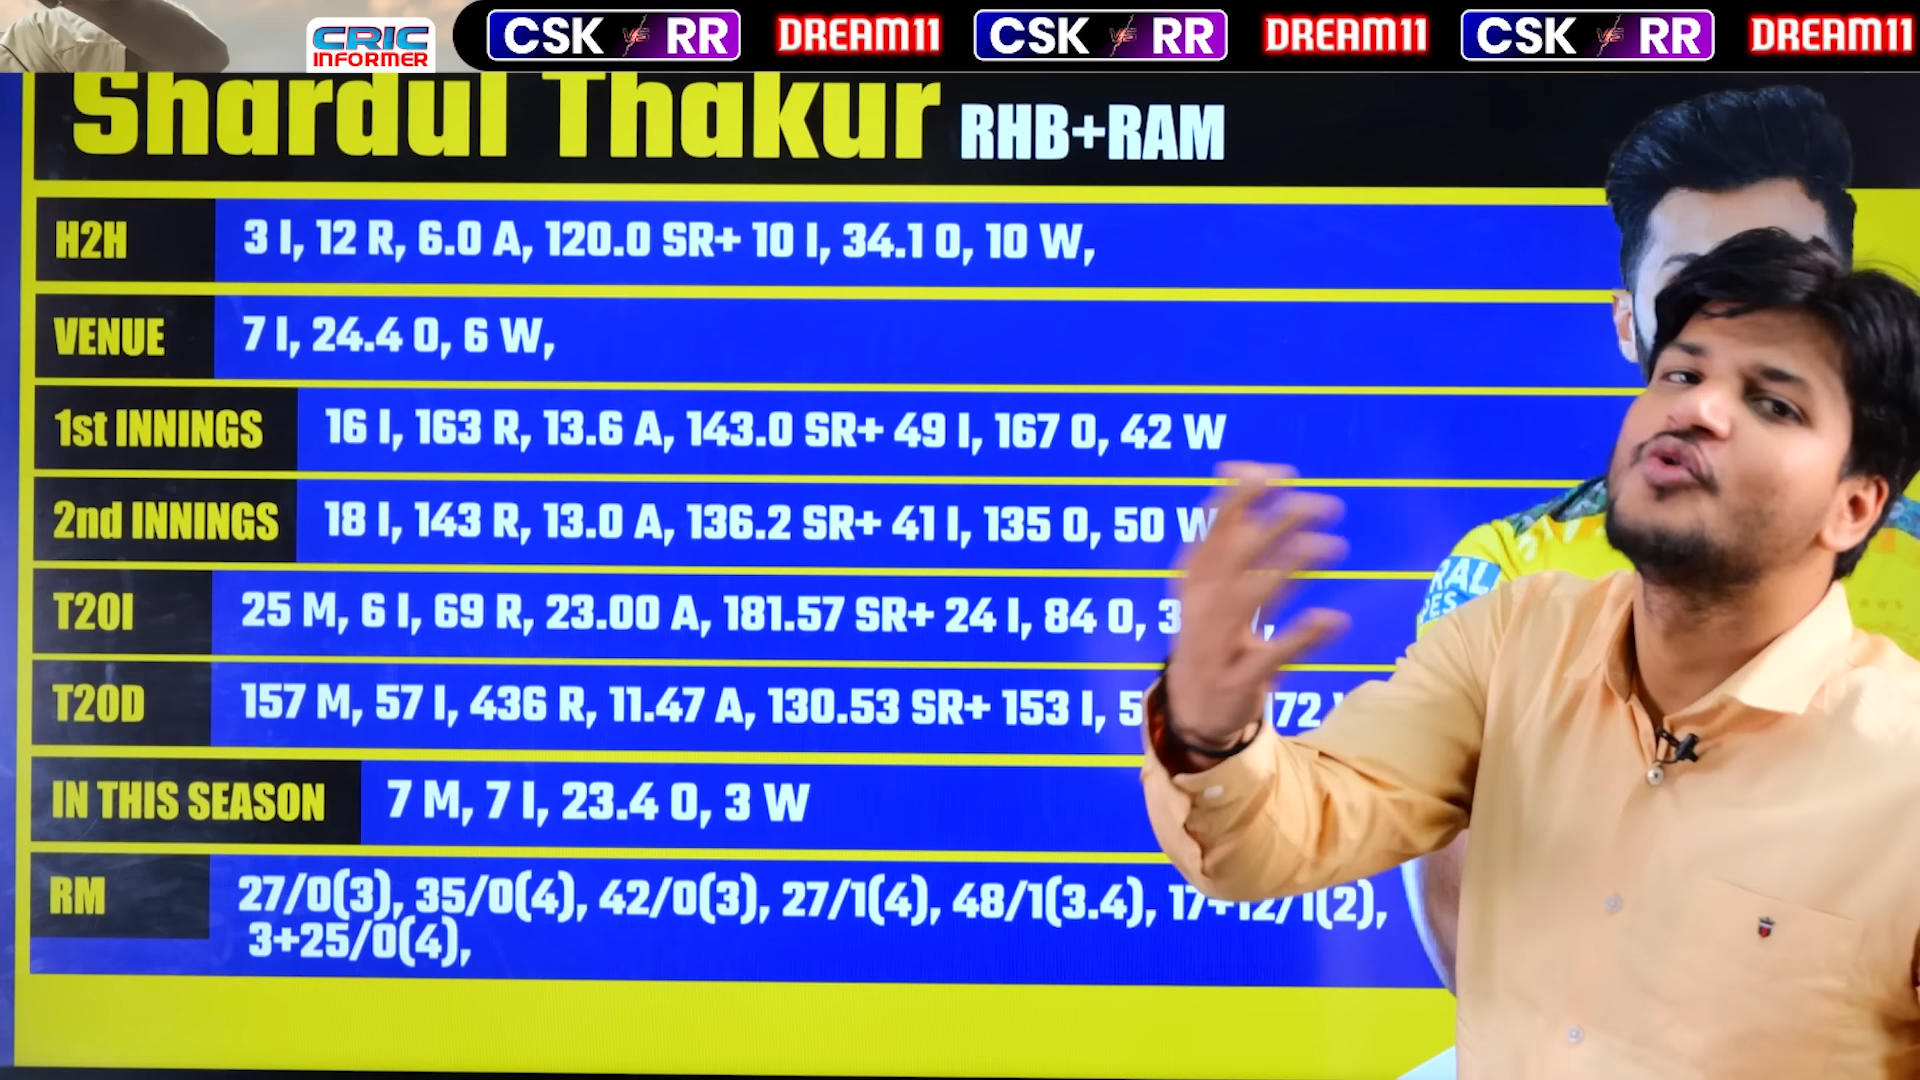 CRIC
INFORMER
CSK VS RR DREAM11 CSK VS RR DREAM11 CSK VS RR DREAM11
Shardul Thakur RHB+RAM
H2H 3 I, 12 R, 6.0 A, 120.0 SR+ 10 I, 34.1 O, 10 W,
VENUE 7 I, 24.4 O, 6 W,
1st INNINGS 16 I, 163 R, 13.6 A, 143.0 SR+ 49 I, 167 O, 42 W
2nd INNINGS 18 I, 143 R, 13.0 A, 136.2 SR+ 41 I, 135 O, 50 W
T20I 25 M, 6 I, 69 R, 23.00 A, 181.57 SR+ 24 I, 84 O,
T20D 157 M, 57 I, 436 R, 11.47 A, 130.53 SR+ 153 I,
IN THIS SEASON 7 M, 7 I, 23.4 O, 3 W
RM 27/0(3), 35/0(4), 42/0(3), 27/1(4), 48/1(3.4), 17+12/1(2),
3+25/0(4),